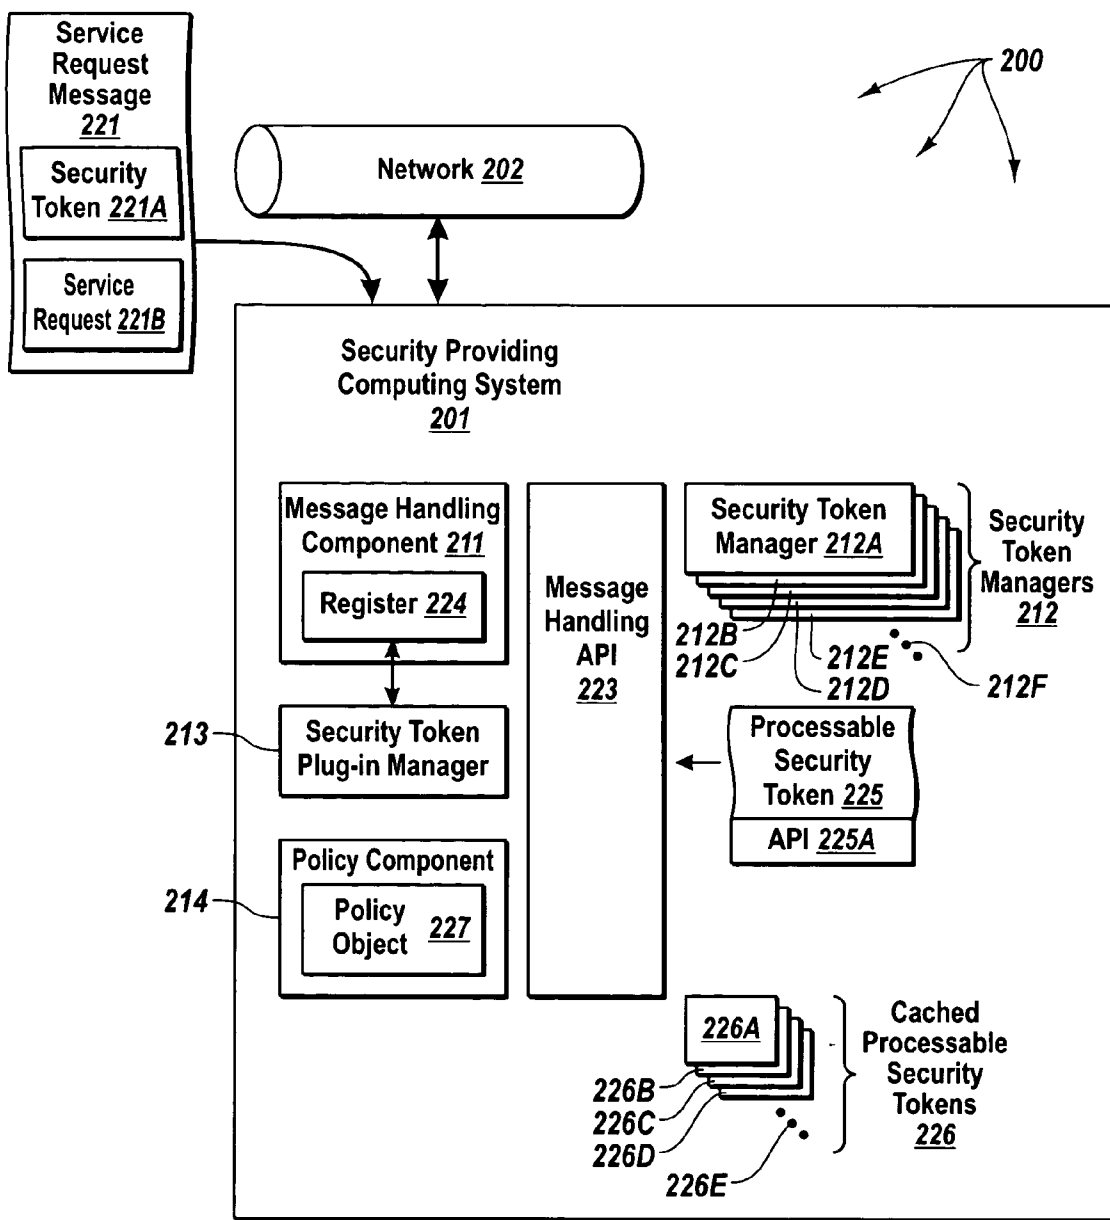 Service
Request
Message
221
Security
Token 221A
Service
Request 221B
200
Network 202
Security Providing
Computing System
201
Message Handling
Component 211
Register 224
213
Security Token
Plug-in Manager
214
Policy Component
Policy
Object 227
Message
Handling
API
223
Security Token
Manager 212A
212B
212C
212E
212D
212F
Security
Token
Managers
212
Processable
Security
Token 225
API 225A
226A
226B
226C
226D
226E
Cached
Processable
Security
Tokens
226